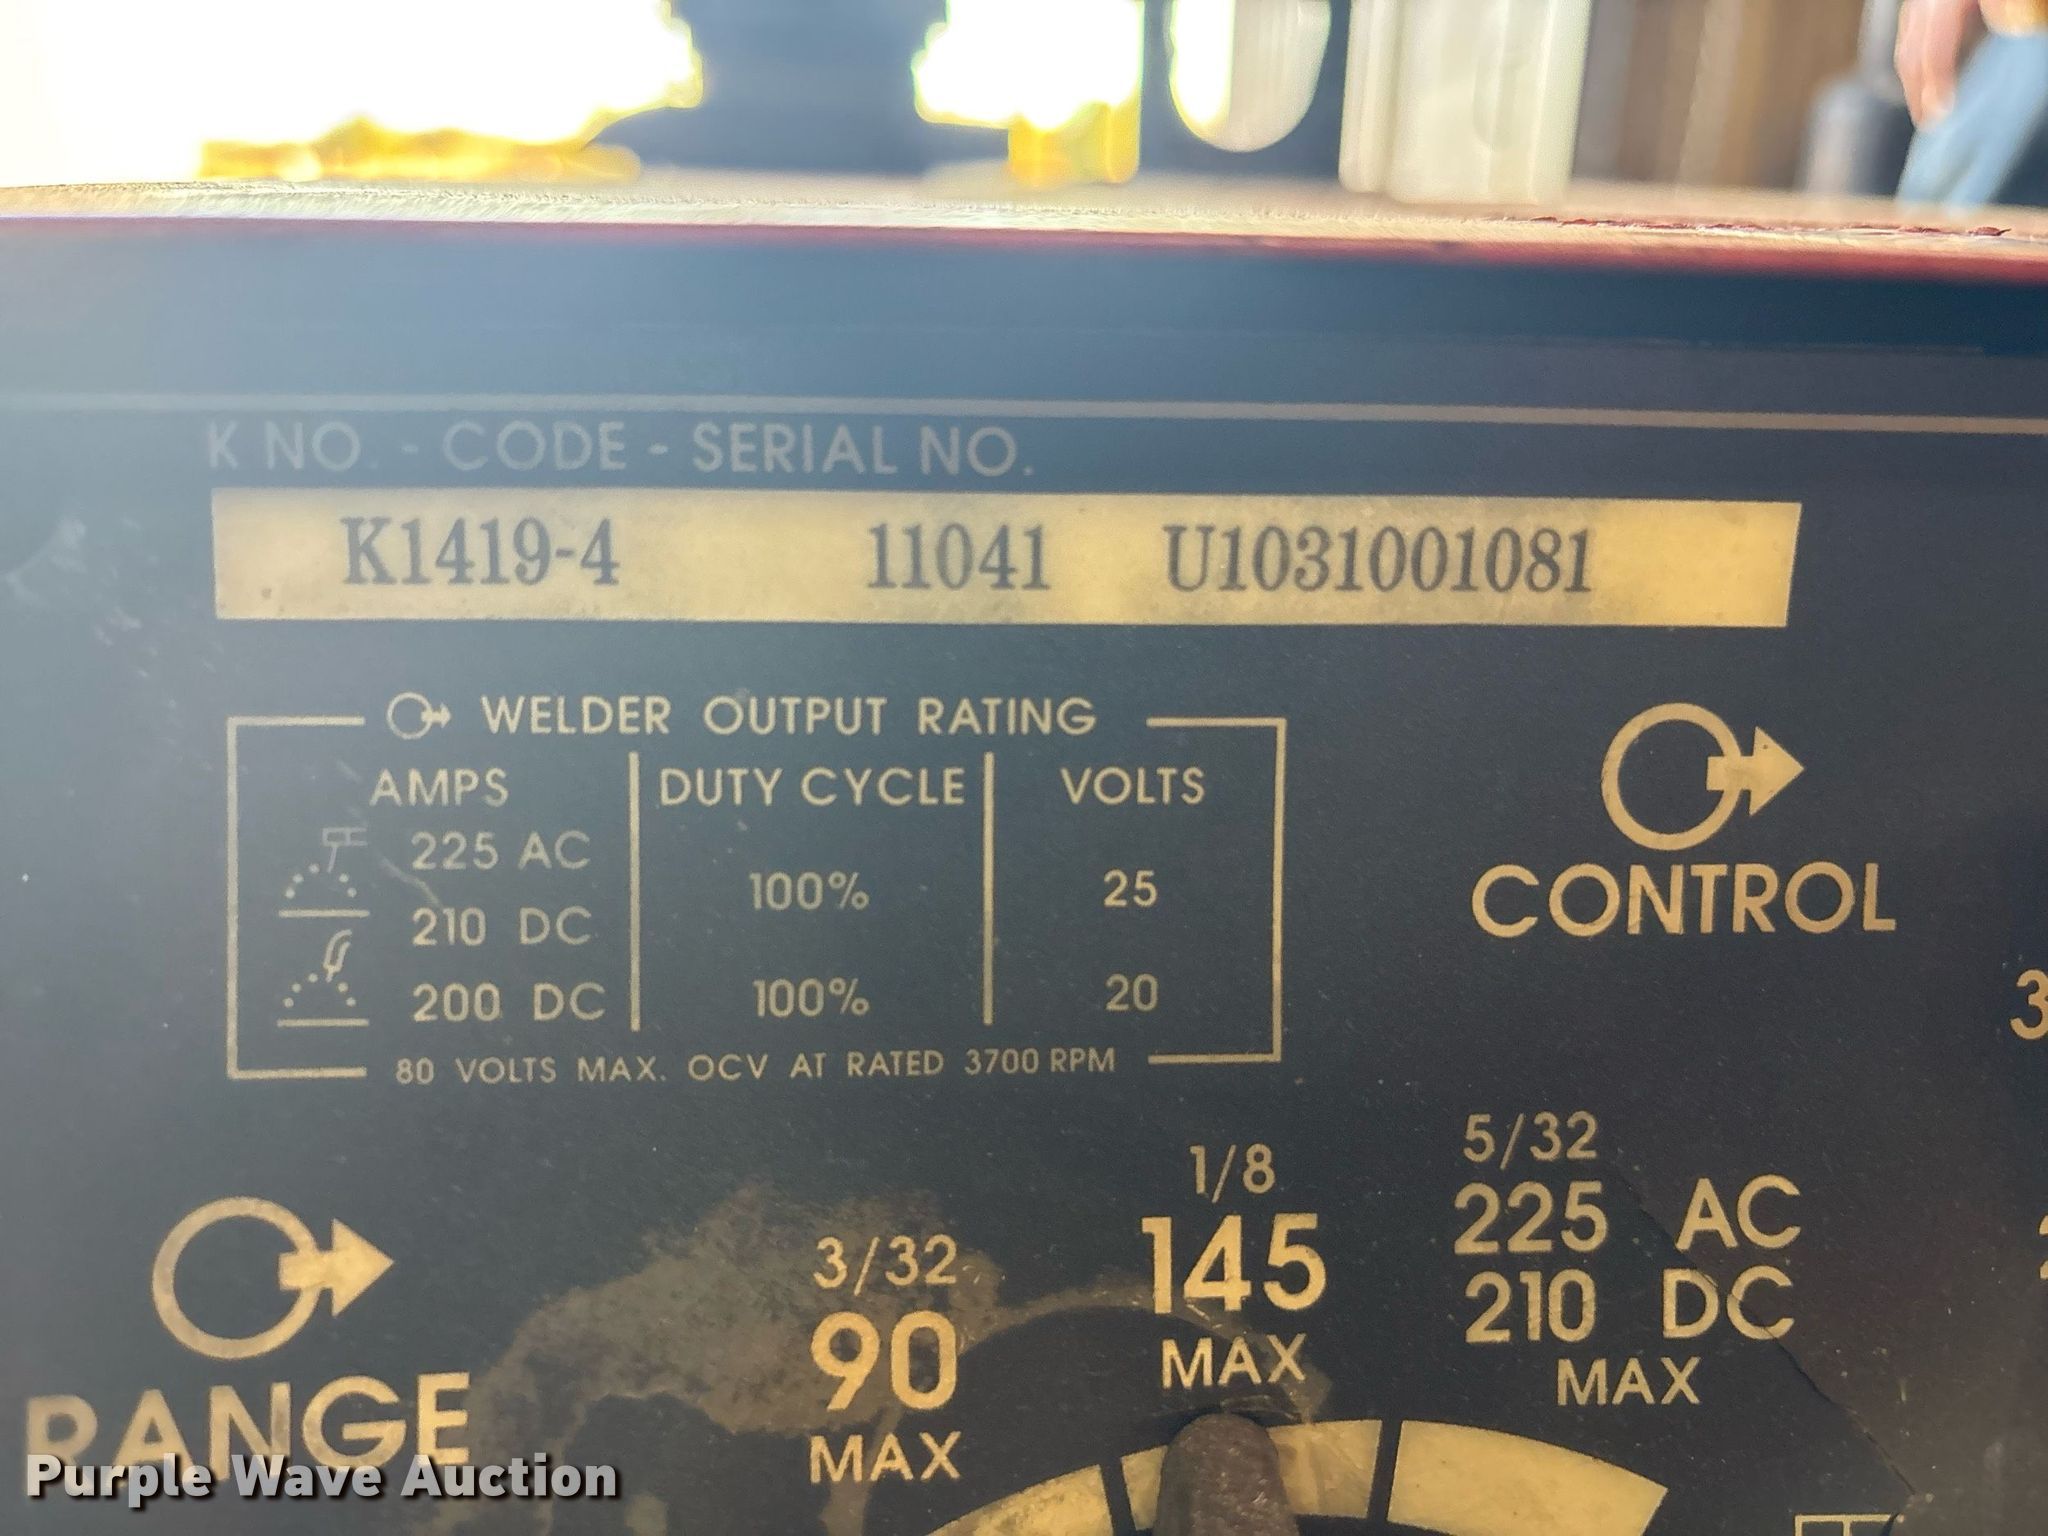 K NO. - CODE - SERIAL NO.
K1419-4 11041 U1031001081
WELDER OUTPUT RATING
AMPS DUTY CYCLE VOLTS
225 AC
100% 25
210 DC
200 DC 100% 20
80 VOLTS MAX. OCV AT RATED 3700 RPM
CONTROL
3
RANGE
3/32
90
MAX
1/8
145
MAX
5/32
225 AC
210 DC
MAX
Purple Wave Auction